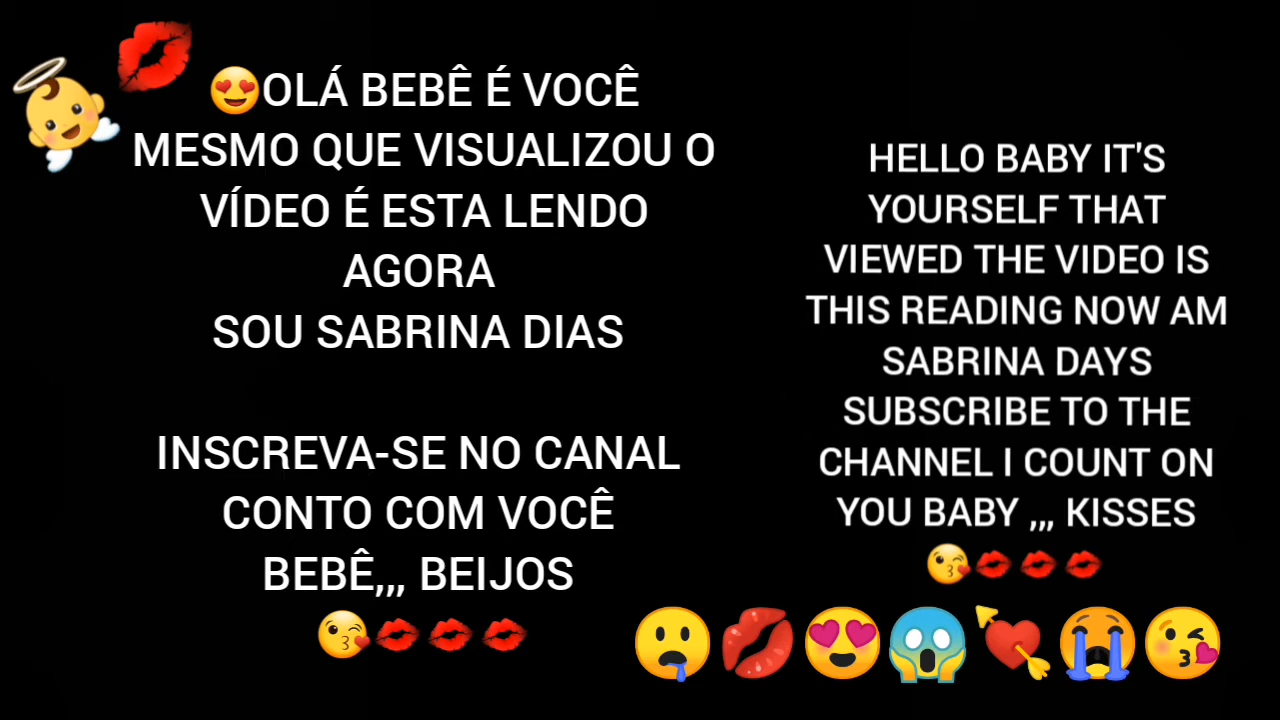 😍OLÁ BEBÊ É VOCÊ
MESMO QUE VISUALIZOU O
VÍDEO É ESTA LENDO
AGORA
SOU SABRINA DIAS
INSCREVA-SE NO CANAL
CONTO COM VOCÊ
BEBÊ,,, BEIJOS
😘💋💋💋
HELLO BABY IT'S
YOURSELF THAT
VIEWED THE VIDEO IS
THIS READING NOW AM
SABRINA DAYS
SUBSCRIBE TO THE
CHANNEL I COUNT ON
YOU BABY ,,, KISSES
😘💋💋💋